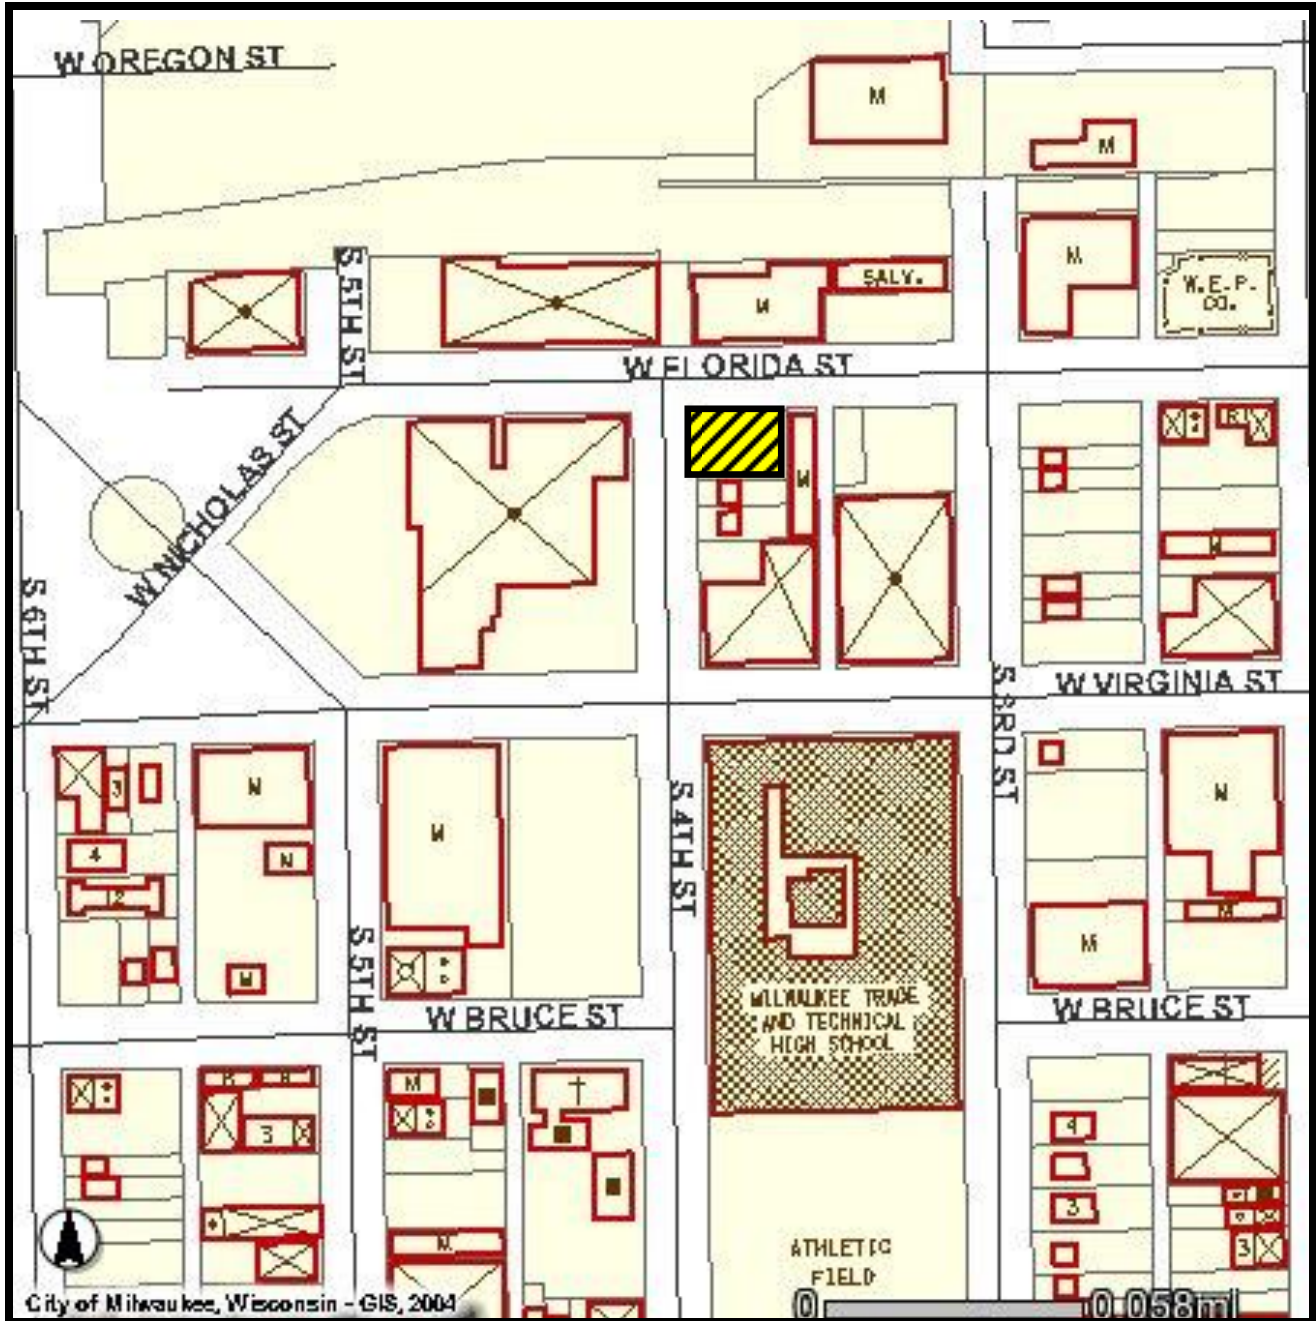 W OREGON ST
M
M
M
S 5TH ST
SALV.
M
W.E.P.
CO.
W FLORIDA ST
W NICHOLAS ST
M
R
M
S 6TH ST
W VIRGINIA ST
S 3RD ST
3
M
M
M
4
M
S 4TH ST
2
M
M
M
S 5TH ST
MILWAUKEE TRADE
AND TECHNICAL
HIGH SCHOOL
W BRUCE ST
W BRUCE ST
R
R
M
3
4
3
M
3
ATHLETIC
FIELD
City of Milwaukee, Wisconsin - GIS, 2004
0
0.058mi